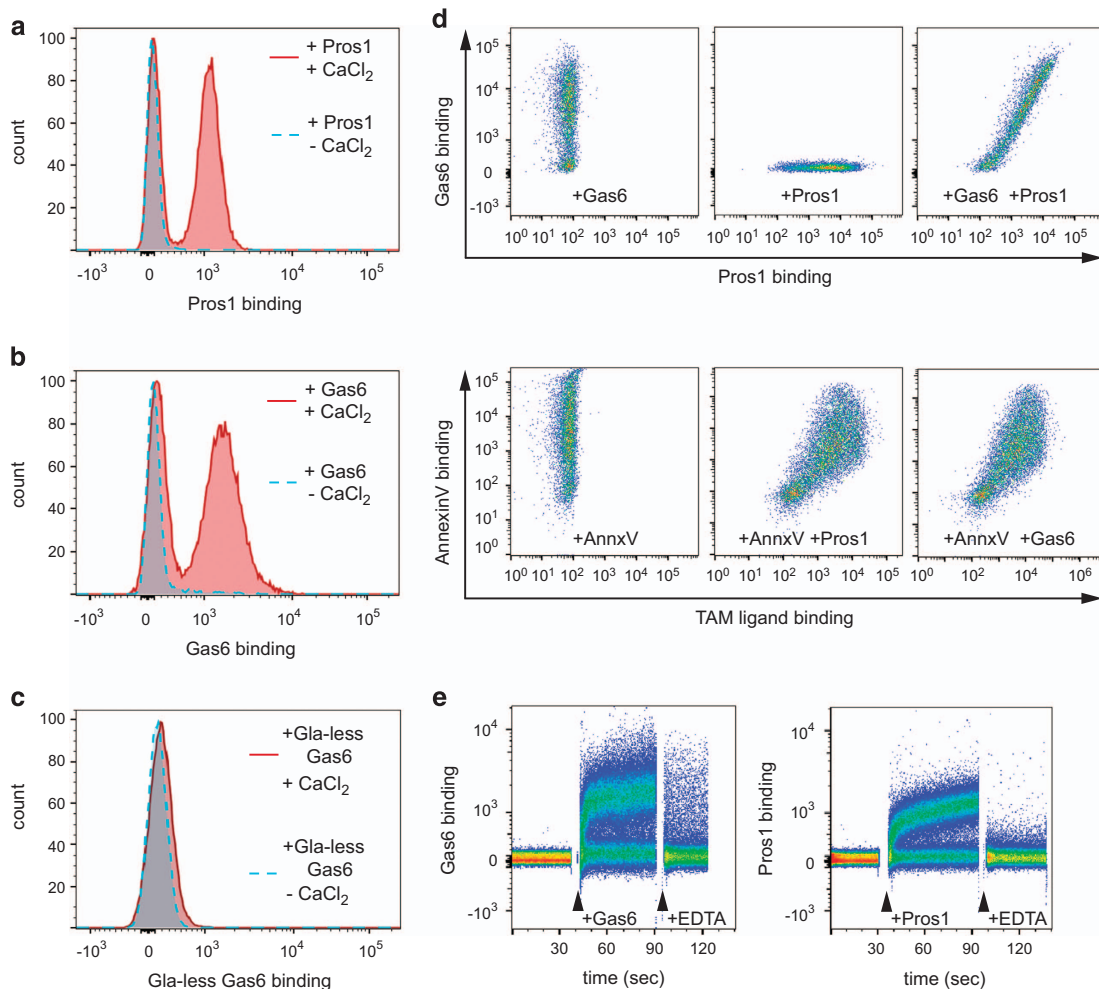 a
100
80
60
40
20
count
+ Pros1
+ CaCl₂
+ Pros1
- CaCl₂
-10³ 0 10³ 10⁴ 10⁵
Pros1 binding
b
100
80
60
40
20
count
+ Gas6
+ CaCl₂
+ Gas6
- CaCl₂
-10³ 0 10³ 10⁴ 10⁵
Gas6 binding
c
100
80
60
40
20
count
+Gla-less
Gas6
+ CaCl₂
+Gla-less
Gas6
- CaCl₂
-10³ 0 10³ 10⁴ 10⁵
Gla-less Gas6 binding
d
Gas6 binding
10⁵
10⁴
10³
0
-10³
+Gas6
+Pros1
+Gas6 +Pros1
10⁰ 10¹ 10² 10³ 10⁴ 10⁵
10⁰ 10¹ 10² 10³ 10⁴ 10⁵
10⁰ 10¹ 10² 10³ 10⁴ 10⁵
Pros1 binding
AnnexinV binding
10⁵
10⁴
10³
10²
10¹
10⁰
+AnnxV
+AnnxV +Pros1
+AnnxV +Gas6
10⁰ 10¹ 10² 10³ 10⁴ 10⁵
10⁰ 10¹ 10² 10³ 10⁴ 10⁵
10⁰ 10² 10⁴ 10⁶
TAM ligand binding
e
Gas6 binding
10⁴
10³
0
-10³
+Gas6
+EDTA
30 60 90 120
time (sec)
Pros1 binding
10⁴
10³
0
-10³
+Pros1
+EDTA
30 60 90 120
time (sec)